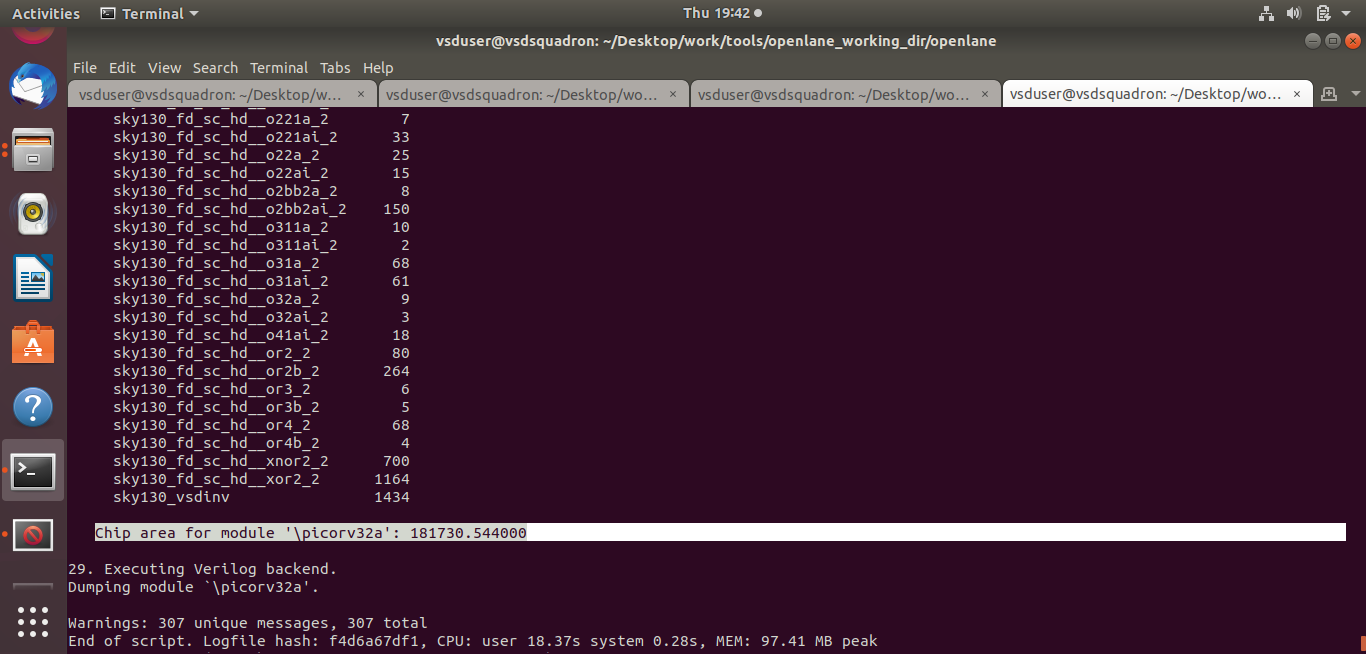 Activities Terminal Thu 19:42
vsduser@vsdsquadron: ~/Desktop/work/tools/openlane_working_dir/openlane
File Edit View Search Terminal Tabs Help
vsduser@vsdsquadron: ~/Desktop/w... × vsduser@vsdsquadron: ~/Desktop/wo... × vsduser@vsdsquadron: ~/Desktop/wo... × vsduser@vsdsquadron: ~/Desktop/wo... ×
sky130_fd_sc_hd__o221a_2 7
sky130_fd_sc_hd__o221ai_2 33
sky130_fd_sc_hd__o22a_2 25
sky130_fd_sc_hd__o22ai_2 15
sky130_fd_sc_hd__o2bb2a_2 8
sky130_fd_sc_hd__o2bb2ai_2 150
sky130_fd_sc_hd__o311a_2 10
sky130_fd_sc_hd__o311ai_2 2
sky130_fd_sc_hd__o31a_2 68
sky130_fd_sc_hd__o31ai_2 61
sky130_fd_sc_hd__o32a_2 9
sky130_fd_sc_hd__o32ai_2 3
sky130_fd_sc_hd__o41ai_2 18
sky130_fd_sc_hd__or2_2 80
sky130_fd_sc_hd__or2b_2 264
sky130_fd_sc_hd__or3_2 6
sky130_fd_sc_hd__or3b_2 5
sky130_fd_sc_hd__or4_2 68
sky130_fd_sc_hd__or4b_2 4
sky130_fd_sc_hd__xnor2_2 700
sky130_fd_sc_hd__xor2_2 1164
sky130_vsdinv 1434
Chip area for module '\picorv32a': 181730.544000
29. Executing Verilog backend.
Dumping module `\picorv32a'.
Warnings: 307 unique messages, 307 total
End of script. Logfile hash: f4d6a67df1, CPU: user 18.37s system 0.28s, MEM: 97.41 MB peak